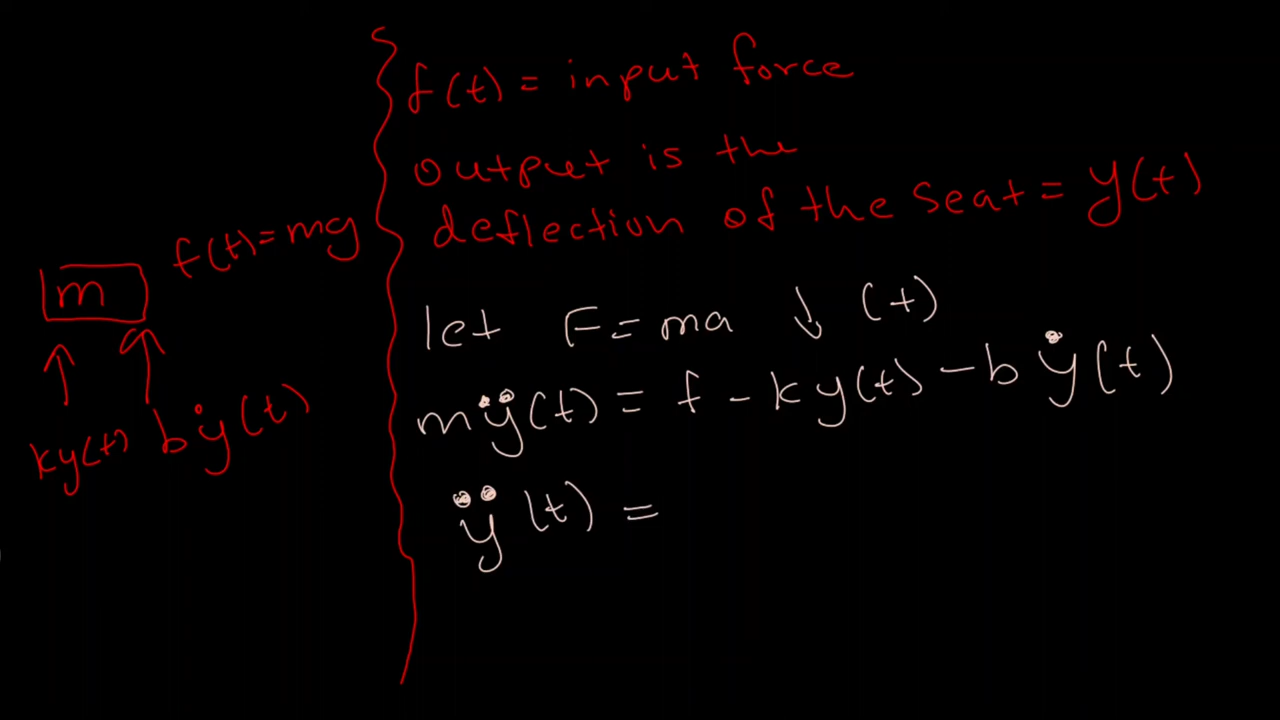 f(t) = input force
output is the
deflection of the seat = y(t)
f(t) = mg
m
ky(t) bẏ(t)
let F = ma ↓ (+)
mÿ(t) = f - ky(t) - bẏ(t)
ÿ(t) =